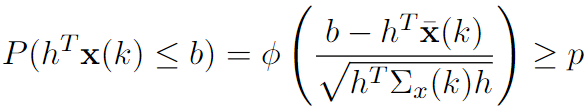 P(h^T 𝐱(k) ≤ b) = ϕ( (b − h^T 𝐱̄(k)) / √(h^T Σ_x(k)h) ) ≥ p